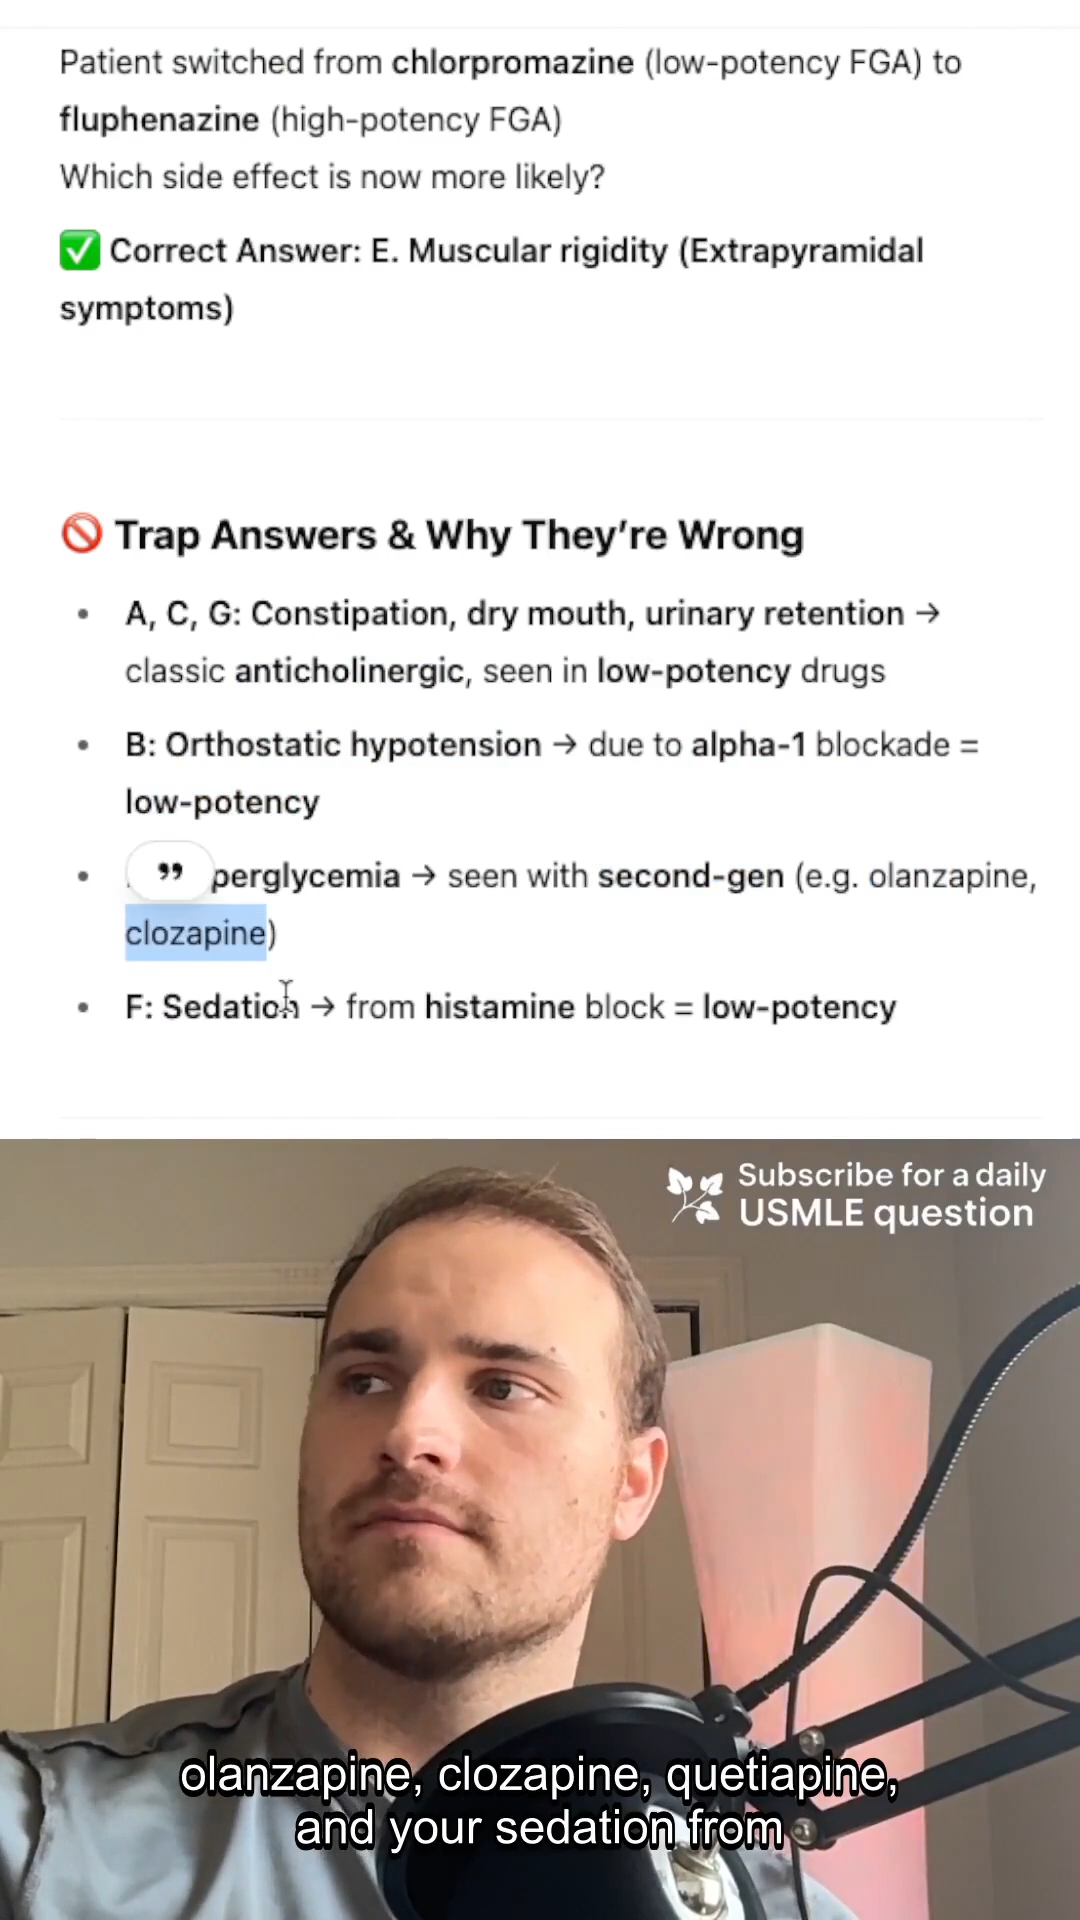 Patient switched from chlorpromazine (low-potency FGA) to
fluphenazine (high-potency FGA)
Which side effect is now more likely?
✅ Correct Answer: E. Muscular rigidity (Extrapyramidal
symptoms)
🚫 Trap Answers & Why They’re Wrong
• A, C, G: Constipation, dry mouth, urinary retention →
classic anticholinergic, seen in low-potency drugs
• B: Orthostatic hypotension → due to alpha-1 blockade =
low-potency
• ” perglycemia → seen with second-gen (e.g. olanzapine,
clozapine)
• F: Sedation → from histamine block = low-potency
Subscribe for a daily
USMLE question
olanzapine, clozapine, quetiapine,
and your sedation from